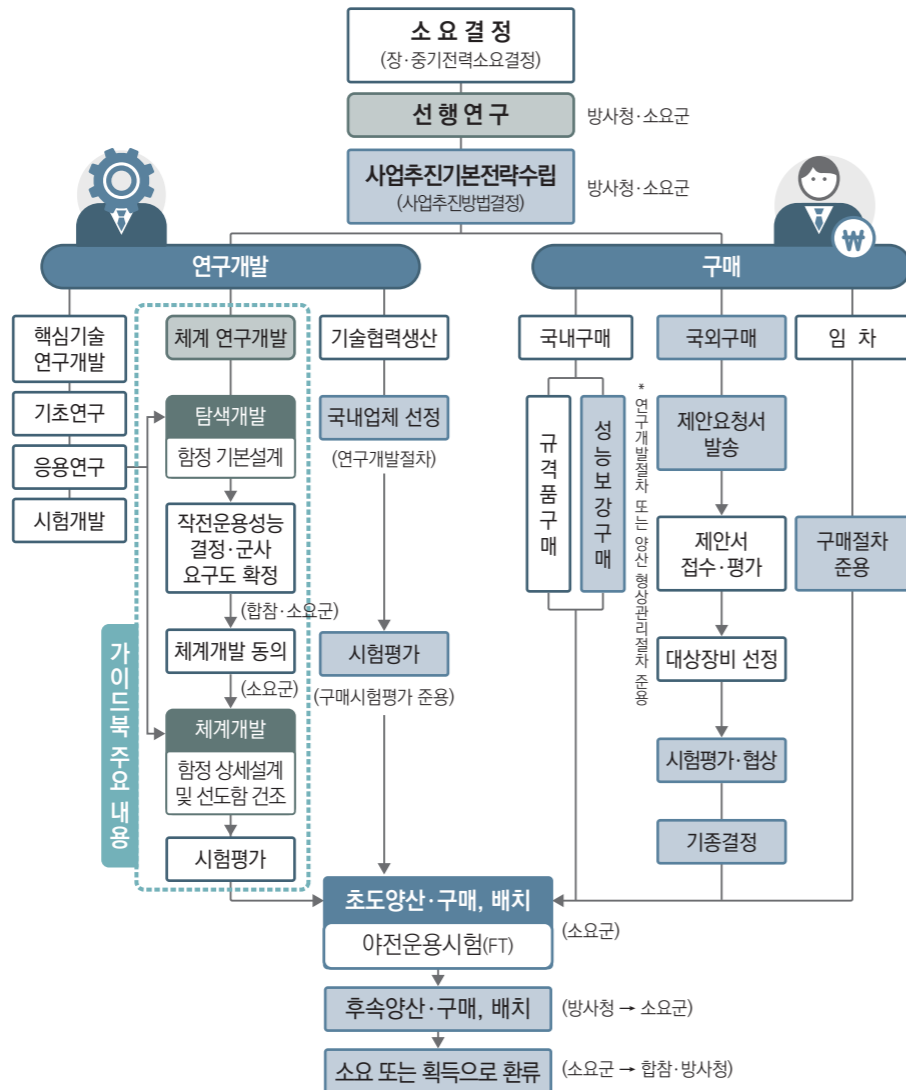 소요결정
(장·중기전력소요결정)
선행연구
방사청·소요군
사업추진기본전략수립
(사업추진방법결정)
방사청·소요군
₩
연구개발
구매
핵심기술
연구개발
기초연구
응용연구
시험개발
체계 연구개발
탐색개발
함정 기본설계
작전운용성능
결정·군사
요구도 확정
(합참·소요군)
체계개발 동의
(소요군)
체계개발
함정 상세설계
및 선도함 건조
시험평가
가이드북 주요 내용
기술협력생산
국내업체 선정
(연구개발절차)
시험평가
(구매시험평가 준용)
국내구매
규격품구매
성능보강구매
* 연구개발절차 또는 양산 형상관리절차 준용
국외구매
제안요청서
발송
제안서
접수·평가
대상장비 선정
시험평가·협상
기종결정
임 차
구매절차
준용
초도양산·구매, 배치
야전운용시험(FT)
(소요군)
후속양산·구매, 배치
(방사청 → 소요군)
소요 또는 획득으로 환류
(소요군 → 합참·방사청)